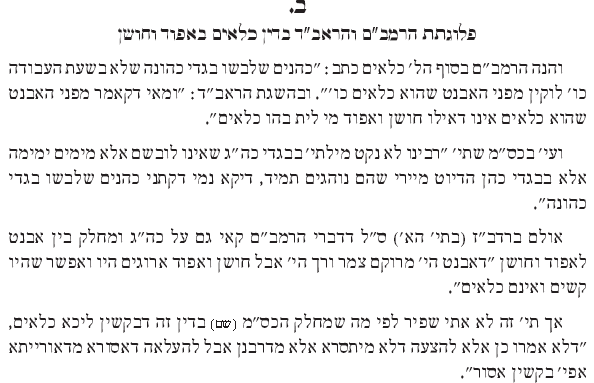 ב.
פלוגתת הרמב"ם והראב"ד בדין כלאים באפוד וחושן
והנה הרמב"ם בסוף הל' כלאים כתב: "כהנים שלבשו בגדי כהונה שלא בשעת העבודה
כו' לוקין מפני האבנט שהוא כלאים כו'". ובהשגת הראב"ד: "ומאי דקאמר מפני האבנט
שהוא כלאים אינו דאילו חושן ואפוד מי לית בהו כלאים".
ועי' בכס"מ שתי' "רבינו לא נקט מילתי' בבגדי כה"ג שאינו לובשם אלא מימים ימימה
אלא בבגדי כהן הדיוט מיירי שהם נוהגים תמיד, דיקא נמי דקתני כהנים שלבשו בגדי
כהונה".
אולם ברדב"ז (בתי' הא') ס"ל דדברי הרמב"ם קאי גם על כה"ג ומחלק בין אבנט
לאפוד וחושן "דאבנט הי' מרוקם צמר ורך הי' אבל חושן ואפוד ארוגים היו ואפשר שהיו
קשים ואינם כלאים".
אך תי' זה לא אתי שפיר לפי מה שמחלק הכס"מ (שם) בדין זה דבקשין ליכא כלאים,
"דלא אמרו כן אלא להצעה דלא מיתסרא אלא מדרבנן אבל להעלאה דאסורא מדאורייתא
אפי' בקשין אסור".